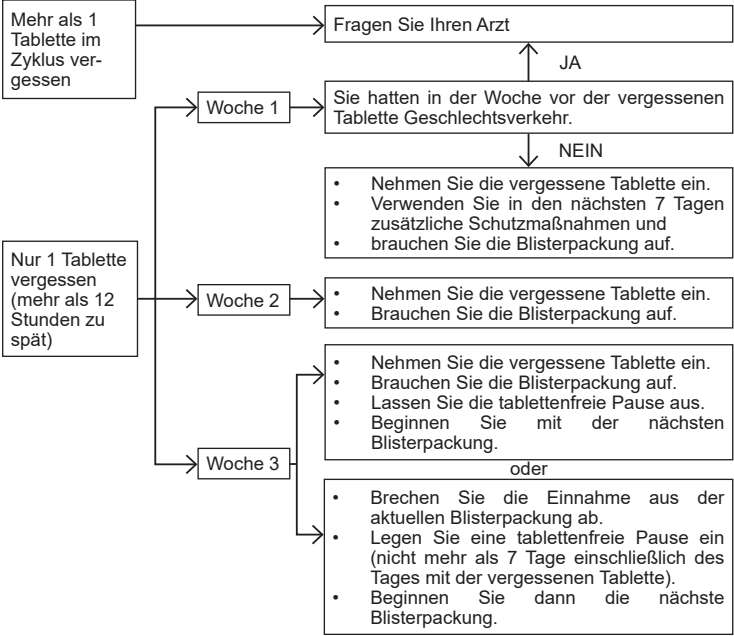 Mehr als 1
Tablette im
Zyklus ver-
gessen
Fragen Sie Ihren Arzt
JA
Woche 1
Sie hatten in der Woche vor der vergessenen
Tablette Geschlechtsverkehr.
NEIN
• Nehmen Sie die vergessene Tablette ein.
• Verwenden Sie in den nächsten 7 Tagen
zusätzliche Schutzmaßnahmen und
• brauchen Sie die Blisterpackung auf.
Nur 1 Tablette
vergessen
(mehr als 12
Stunden zu
spät)
Woche 2
• Nehmen Sie die vergessene Tablette ein.
• Brauchen Sie die Blisterpackung auf.
Woche 3
• Nehmen Sie die vergessene Tablette ein.
• Brauchen Sie die Blisterpackung auf.
• Lassen Sie die tablettenfreie Pause aus.
• Beginnen Sie mit der nächsten
Blisterpackung.
oder
• Brechen Sie die Einnahme aus der
aktuellen Blisterpackung ab.
• Legen Sie eine tablettenfreie Pause ein
(nicht mehr als 7 Tage einschließlich des
Tages mit der vergessenen Tablette).
• Beginnen Sie dann die nächste
Blisterpackung.